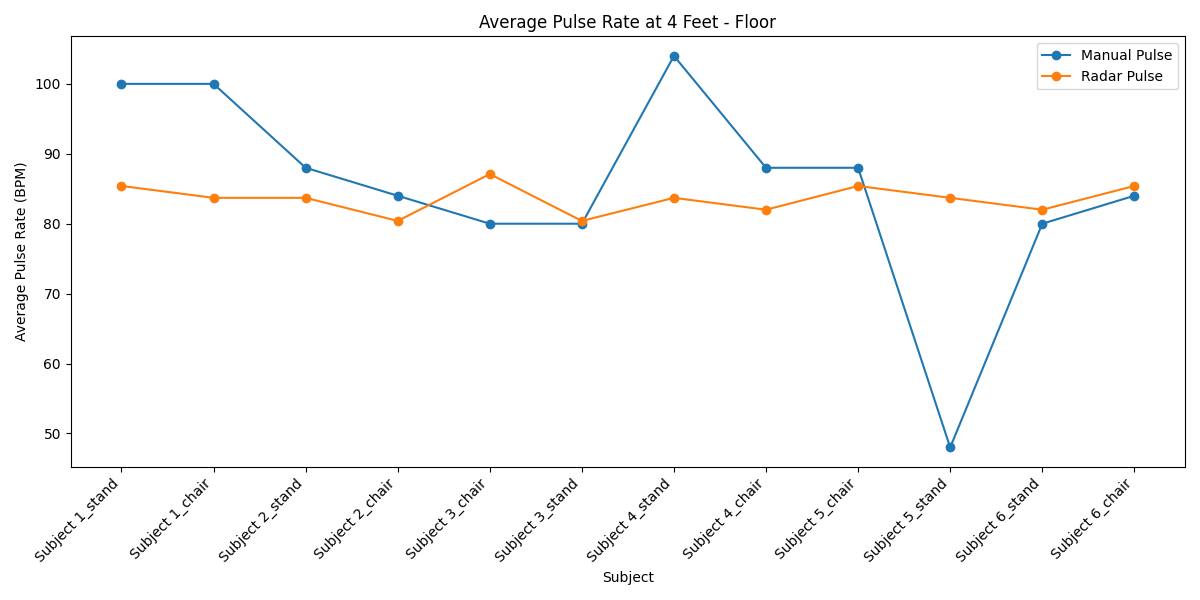 Average Pulse Rate at 4 Feet - Floor
Manual Pulse
Radar Pulse
Average Pulse Rate (BPM)
100
90
80
70
60
50
Subject 1_stand
Subject 1_chair
Subject 2_stand
Subject 2_chair
Subject 3_chair
Subject 3_stand
Subject 4_stand
Subject 4_chair
Subject 5_chair
Subject 5_stand
Subject 6_stand
Subject 6_chair
Subject